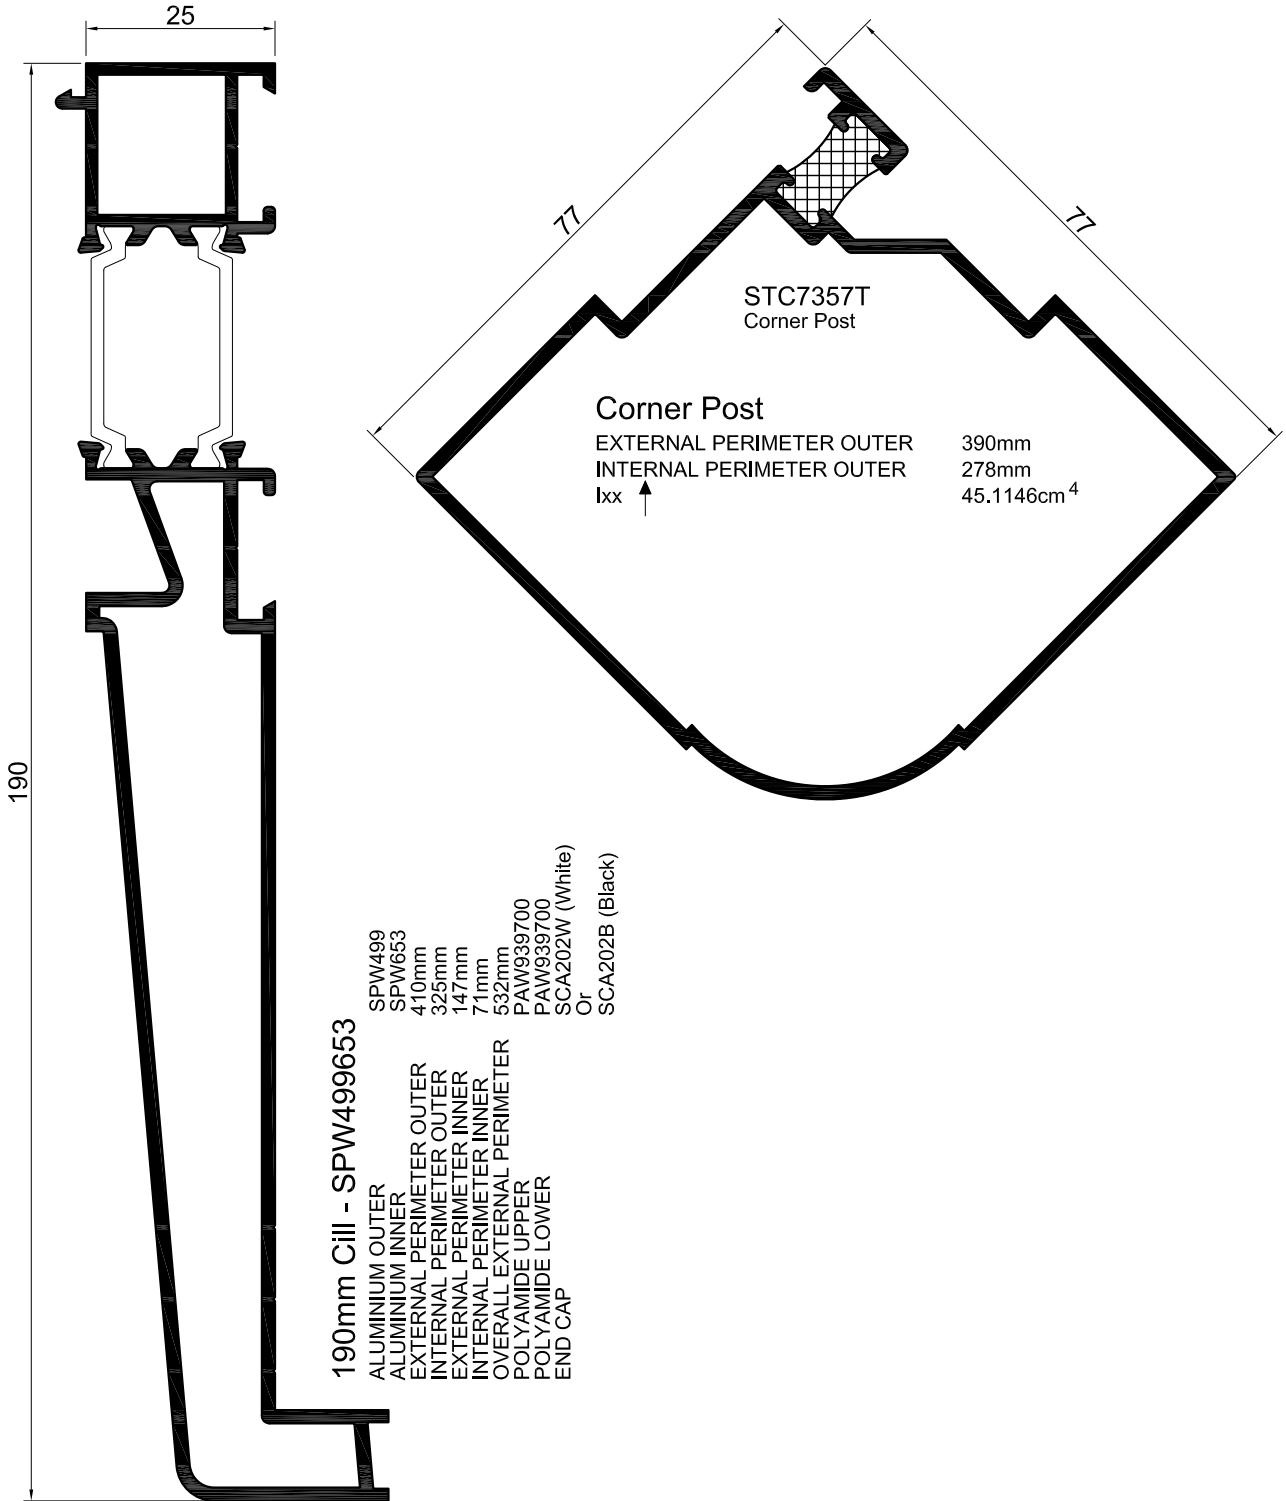 25
190
77
77
STC7357T
Corner Post
Corner Post
EXTERNAL PERIMETER OUTER 390mm
INTERNAL PERIMETER OUTER 278mm
Ixx 45.1146cm⁴
190mm Cill - SPW499653
ALUMINIUM OUTER SPW499
ALUMINIUM INNER SPW653
EXTERNAL PERIMETER OUTER 410mm
INTERNAL PERIMETER OUTER 325mm
EXTERNAL PERIMETER INNER 147mm
INTERNAL PERIMETER INNER 71mm
OVERALL EXTERNAL PERIMETER 532mm
POLYAMIDE UPPER PAW939700
POLYAMIDE LOWER PAW939700
END CAP SCA202W (White)
Or
SCA202B (Black)